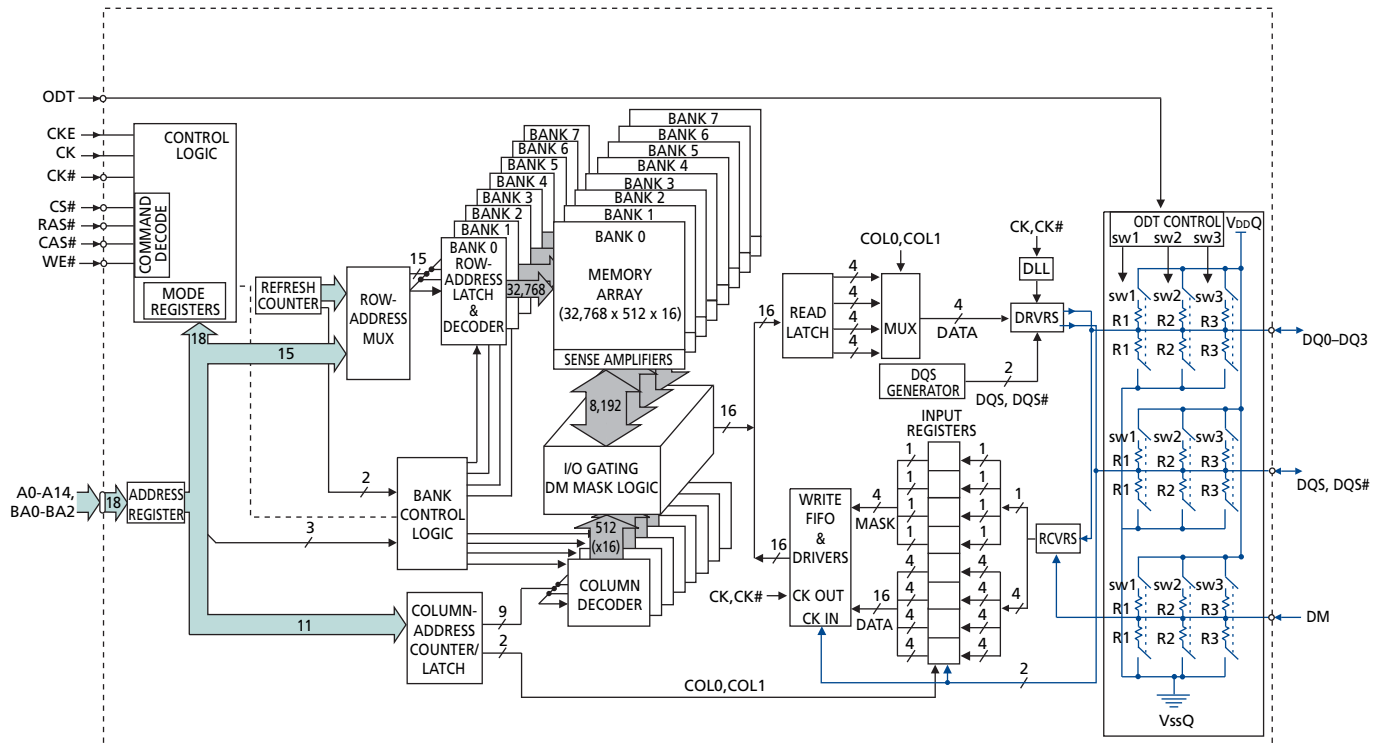 ODT
CKE
CK
CK#
CS#
RAS#
CAS#
WE#
CONTROL
LOGIC
COMMAND
DECODE
MODE
REGISTERS
18
15
REFRESH
COUNTER
ROW-
ADDRESS
MUX
15
BANK 7
BANK 6
BANK 5
BANK 4
BANK 3
BANK 2
BANK 1
BANK 0
ROW-
ADDRESS
LATCH
&
DECODER
32,768
BANK 7
BANK 6
BANK 5
BANK 4
BANK 3
BANK 2
BANK 1
BANK 0
MEMORY
ARRAY
(32,768 x 512 x 16)
SENSE AMPLIFIERS
8,192
I/O GATING
DM MASK LOGIC
16
512
(x16)
COLUMN
DECODER
A0-A14,
BA0-BA2
18
ADDRESS
REGISTER
2
3
BANK
CONTROL
LOGIC
11
COLUMN-
ADDRESS
COUNTER/
LATCH
9
2
COL0,COL1
16
READ
LATCH
4
4
4
4
COL0,COL1
MUX
4
DATA
CK,CK#
DLL
DRVRS
DQS
GENERATOR
2
DQS, DQS#
INPUT
REGISTERS
1
1
1
1
4
4
4
4
1
1
1
1
4
4
4
4
1
4
RCVRS
16
WRITE
FIFO
&
DRIVERS
CK OUT
CK IN
CK,CK#
4
MASK
16
DATA
2
ODT CONTROL
VDDQ
sw1 sw2 sw3
sw1 sw2 sw3
R1 R2 R3
R1 R2 R3
sw1 sw2 sw3
R1 R2 R3
R1 R2 R3
sw1 sw2 sw3
R1 R2 R3
R1 R2 R3
VssQ
DQ0–DQ3
DQS, DQS#
DM